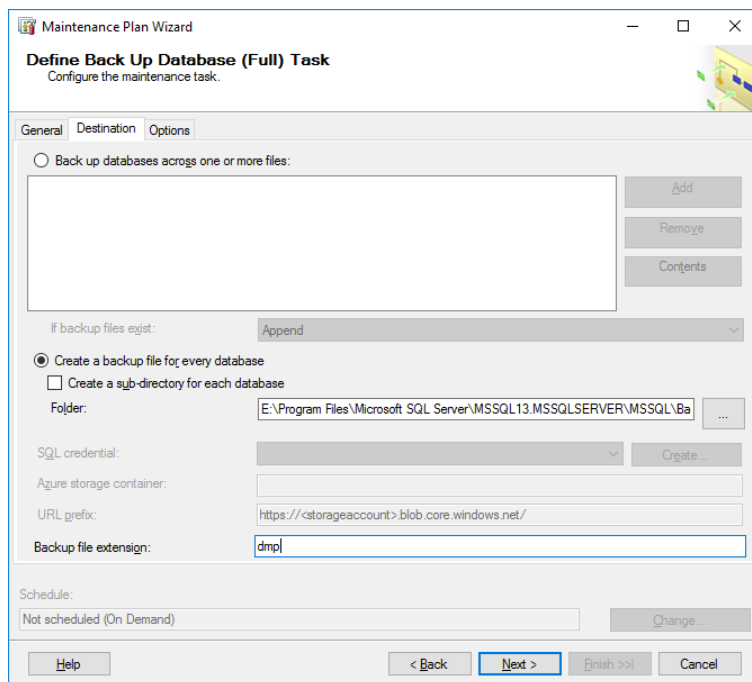 Maintenance Plan Wizard
Define Back Up Database (Full) Task
Configure the maintenance task.
General Destination Options
Back up databases across one or more files:
Add
Remove
Contents
If backup files exist: Append
Create a backup file for every database
Create a sub-directory for each database
Folder: E:\Program Files\Microsoft SQL Server\MSSQL13.MSSQLSERVER\MSSQL\Ba ...
SQL credential: Create...
Azure storage container:
URL prefix: https://<storageaccount>.blob.core.windows.net/
Backup file extension: dmp
Schedule:
Not scheduled (On Demand) Change...
Help < Back Next > Finish >>| Cancel